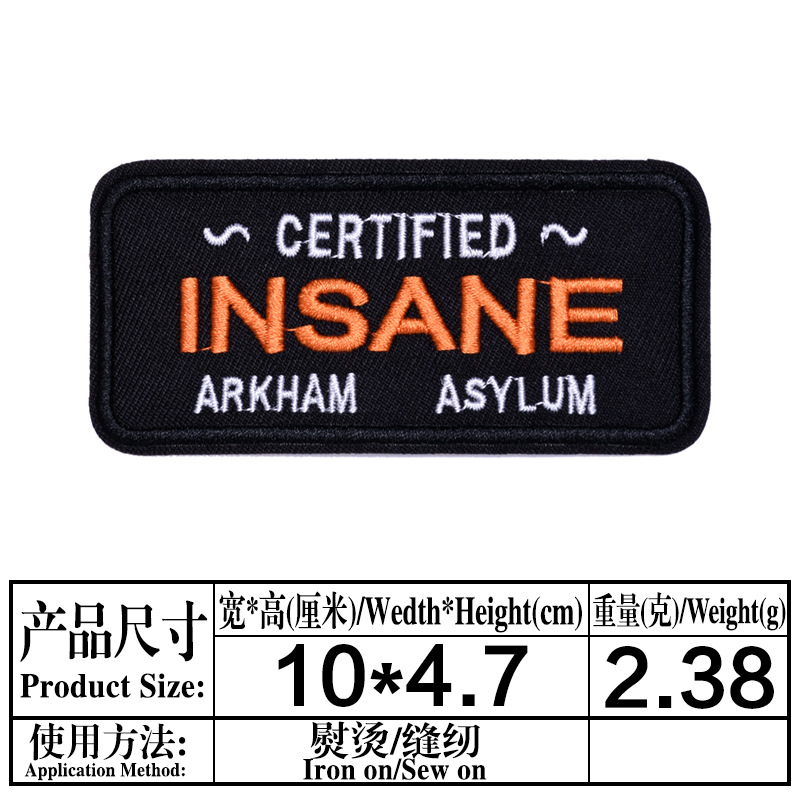 ~ CERTIFIED ~
INSANE
ARKHAM ASYLUM
产品尺寸
Product Size:
宽*高(厘米)/Wedth*Height(cm)
重量(克)/Weight(g)
10*4.7
2.38
使用方法:
Application Method:
熨烫/缝纫
Iron on/Sew on